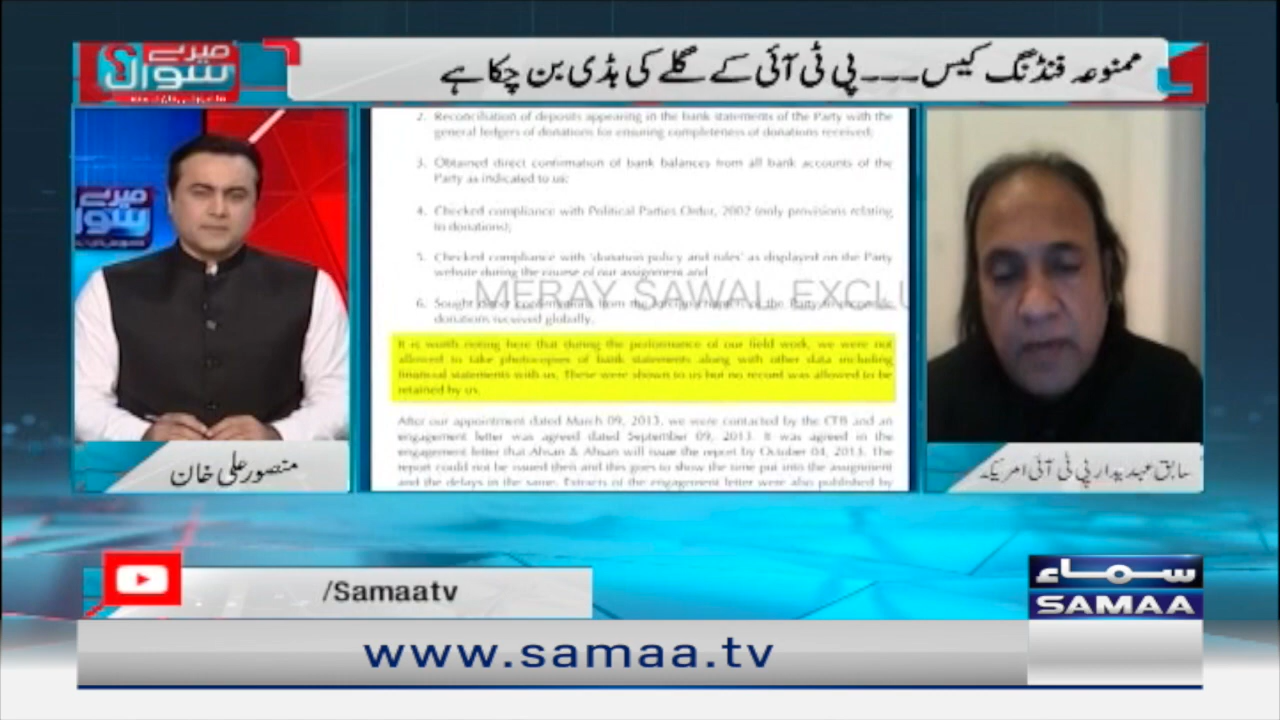 میرے
سوال
ممنوعہ فنڈنگ کیس۔۔۔پی ٹی آئی کے گلے کی ہڈی بن چکا ہے
میرے
سوال
2. Reconciliation of deposits appearing in the bank statements of the Party with the
general ledgers of donations for ensuring completeness of donations received;
3. Obtained direct confirmation of bank balances from all bank accounts of the
Party as indicated to us;
4. Checked compliance with Political Parties Order, 2002 (only provisions relating
to donations);
5. Checked compliance with 'donation policy and rules' as displayed on the Party
website during the course of our assignment and
MERAY SAWAL EXCLU
6. Sought direct confirmations from the chapters of the Party to reconcile
donations received globally.
It is worth noting here that during the performance of our field work, we were not
allowed to take photocopies of bank statements along with other data including
financial statements with us. These were shown to us but no record was allowed to be
retained by us.
After our appointment dated March 09, 2013, we were contacted by the CTB and an
engagement letter was agreed dated September 09, 2013. It was agreed in the
engagement letter that Ahsan & Ahsan will issue the report by October 04, 2013. The
report could not be issued then and this goes to show the time put into the assignment
and the delays in the same. Extracts of the engagement letter were also published by
منصور علی خان
سابق عہدیدار پی ٹی آئی امریکہ
/Samaatv
سماء
SAMAA
www.samaa.tv